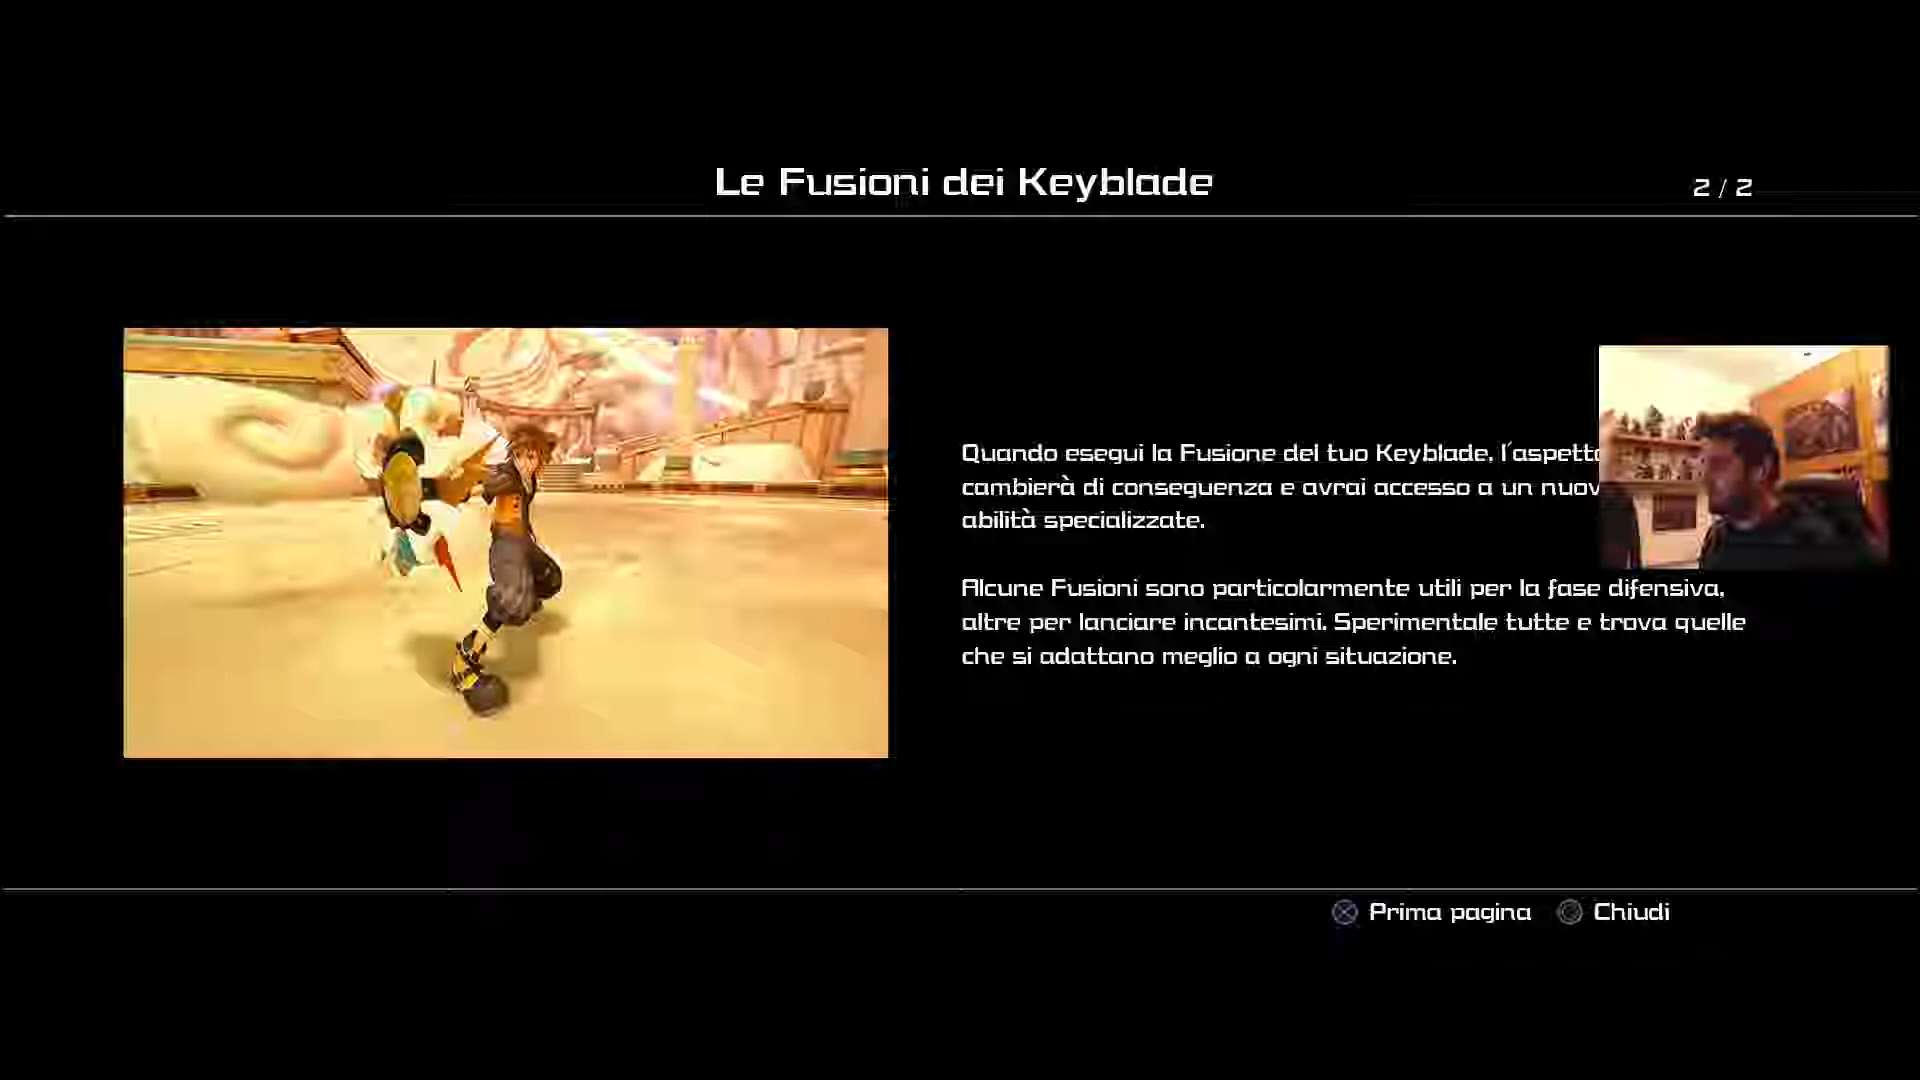 Le Fusioni dei Keyblade
2 / 2
Quando esegui la Fusione del tuo Keyblade, l'aspetto
cambierà di conseguenza e avrai accesso a un
abilità specializzate.
Alcune Fusioni sono particolarmente utili per la fase difensiva,
altre per lanciare incantesimi. Sperimentale tutte e trova quelle
che si adattano meglio a ogni situazione.
Prima pagina
Chiudi